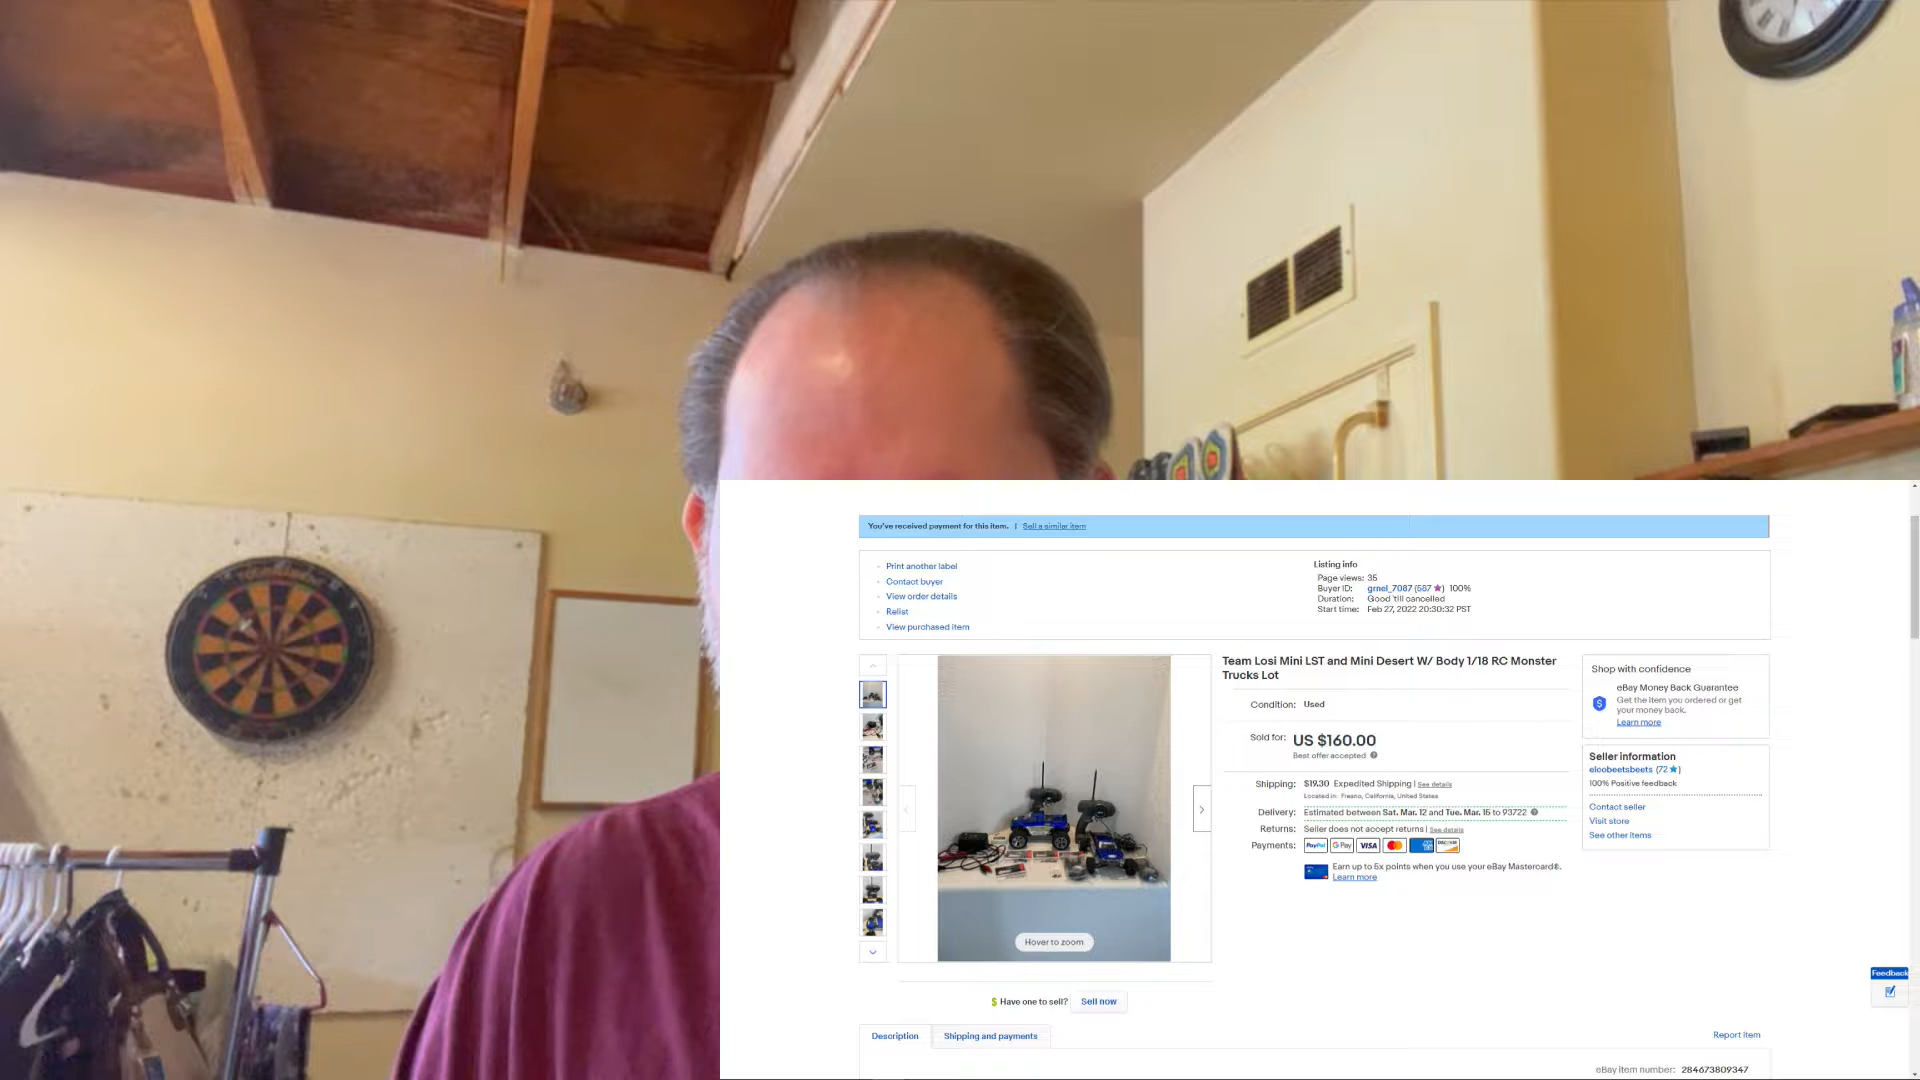 You've received payment for this item. | Sell a similar item
Print another label
Contact buyer
View order details
Relist
View purchased item
Listing info
Page views: 35
Buyer ID: grnel_7087 (587 ★) 100%
Duration: Good 'till cancelled
Start time: Feb 27, 2022 20:30:32 PST
Team Losi Mini LST and Mini Desert W/ Body 1/18 RC Monster
Trucks Lot
Condition: Used
Sold for: US $160.00
Best offer accepted
Shipping: $19.30 Expedited Shipping | See details
Located in: Fresno, California, United States
Delivery: Estimated between Sat. Mar. 12 and Tue. Mar. 15 to 93722
Returns: Seller does not accept returns | See details
Payments: PayPal G Pay VISA
DISCOVER
Earn up to 5x points when you use your eBay Mastercard®.
Learn more
Shop with confidence
eBay Money Back Guarantee
Get the item you ordered or get
your money back.
Learn more
Seller information
elcobeetsbeets (72 ★)
100% Positive feedback
Contact seller
Visit store
See other items
Hover to zoom
$ Have one to sell? Sell now
Feedback
Description
Shipping and payments
Report item
eBay item number: 284673809347